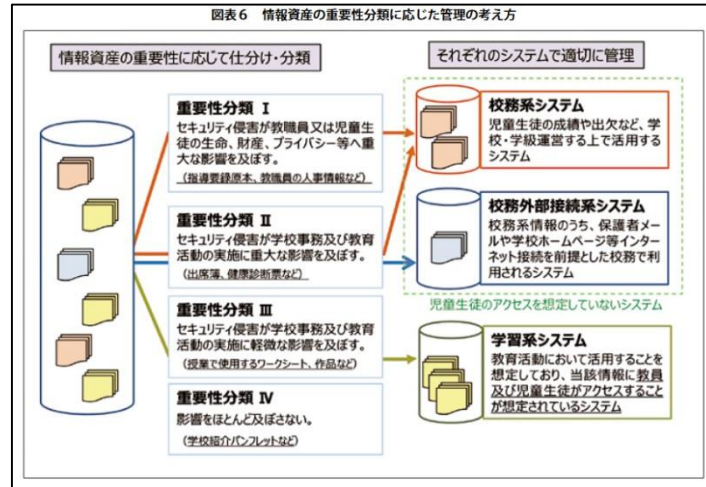 図表６　情報資産の重要性分類に応じた管理の考え方
情報資産の重要性に応じて仕分け・分類
それぞれのシステムで適切に管理
重要性分類 Ⅰ
セキュリティ侵害が教職員又は児童生
徒の生命、財産、プライバシー等へ重
大な影響を及ぼす。
（指導要録原本、教職員の人事情報など）
重要性分類 Ⅱ
セキュリティ侵害が学校事務及び教育
活動の実施に重大な影響を及ぼす。
（出席簿、健康診断票など）
重要性分類 Ⅲ
セキュリティ侵害が学校事務及び教育
活動の実施に軽微な影響を及ぼす。
（授業で使用するワークシート、作品など）
重要性分類 Ⅳ
影響をほとんど及ぼさない。
（学校紹介パンフレットなど）
校務系システム
児童生徒の成績や出欠など、学
校・学級運営する上で活用する
システム
校務外部接続系システム
校務系情報のうち、保護者メー
ルや学校ホームページ等インター
ネット接続を前提とした校務で利
用されるシステム
児童生徒のアクセスを想定していないシステム
学習系システム
教育活動において活用することを
想定しており、当該情報に教員
及び児童生徒がアクセスすること
が想定されているシステム